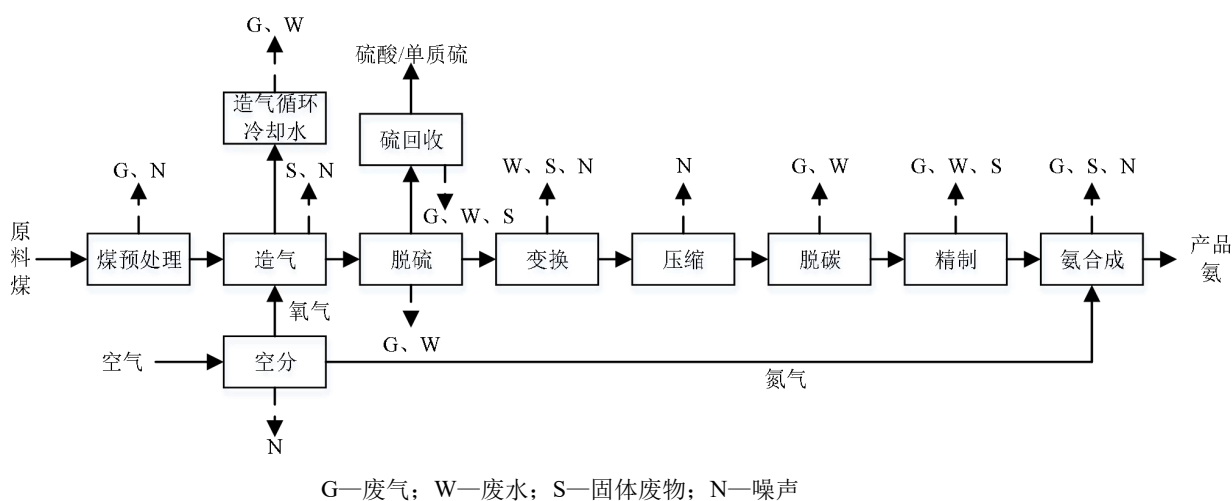 G、W
硫酸/单质硫
造气循环
冷却水
硫回收
G、N
S、N
W、S、N
N
G、W
G、W、S
G、S、N
G、W、S
原
料
煤
煤预处理
造气
脱硫
变换
压缩
脱碳
精制
氨合成
产品
氨
氧气
G、W
空气
空分
氮气
N
G—废气；W—废水；S—固体废物；N—噪声